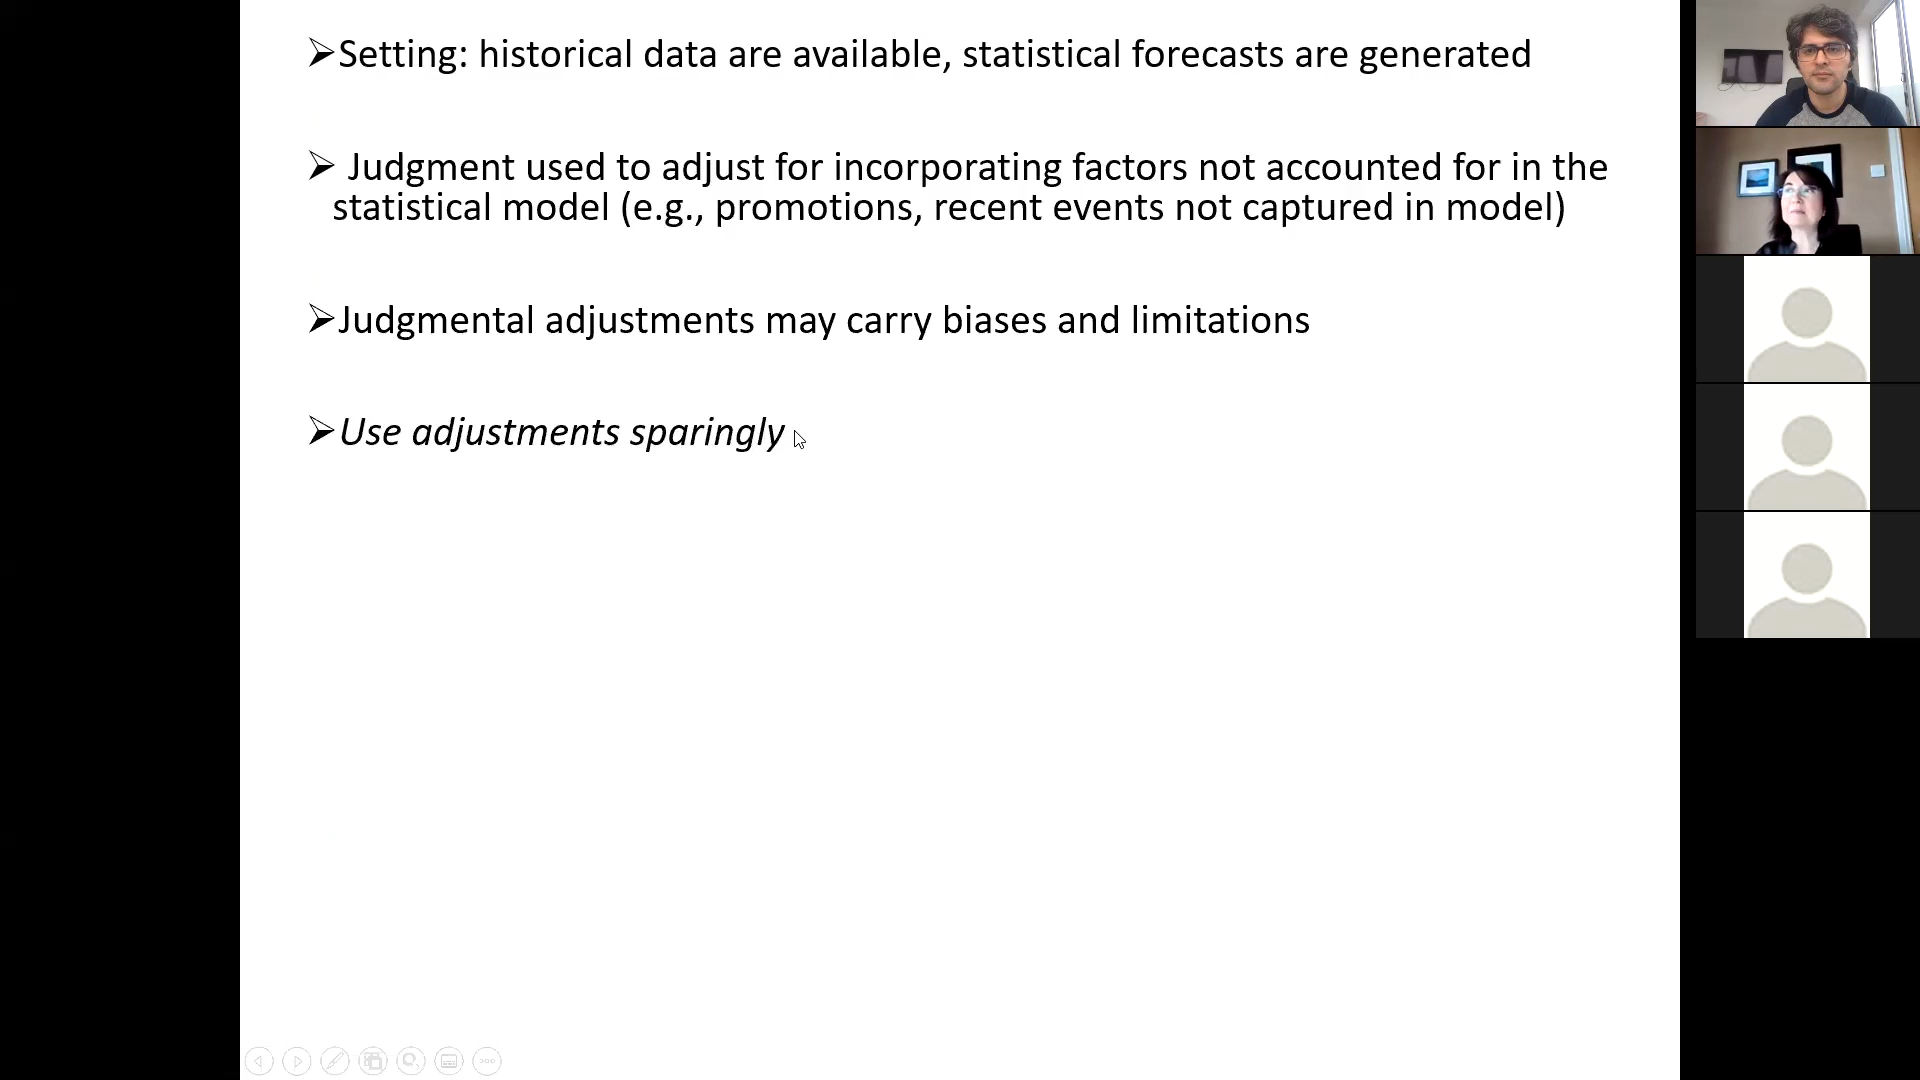 ➢Setting: historical data are available, statistical forecasts are generated
➢ Judgment used to adjust for incorporating factors not accounted for in the
statistical model (e.g., promotions, recent events not captured in model)
➢Judgmental adjustments may carry biases and limitations
➢Use adjustments sparingly